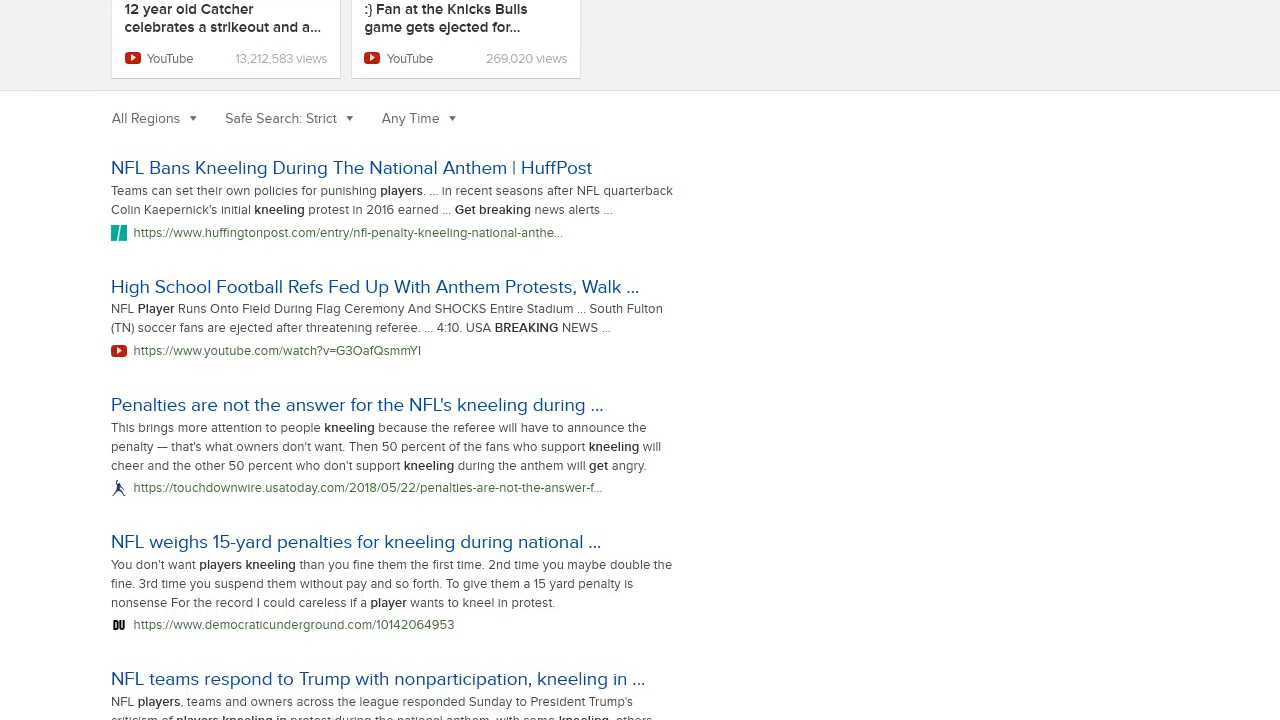 12 year old Catcher
celebrates a strikeout and a...
YouTube 13,212,583 views
:} Fan at the Knicks Bulls
game gets ejected for...
YouTube 269,020 views
All Regions Safe Search: Strict Any Time
NFL Bans Kneeling During The National Anthem | HuffPost
Teams can set their own policies for punishing players. ... in recent seasons after NFL quarterback
Colin Kaepernick's initial kneeling protest in 2016 earned ... Get breaking news alerts ...
https://www.huffingtonpost.com/entry/nfl-penalty-kneeling-national-anthe...
High School Football Refs Fed Up With Anthem Protests, Walk ...
NFL Player Runs Onto Field During Flag Ceremony And SHOCKS Entire Stadium ... South Fulton
(TN) soccer fans are ejected after threatening referee. ... 4:10. USA BREAKING NEWS ...
https://www.youtube.com/watch?v=G3OafQsmmYI
Penalties are not the answer for the NFL's kneeling during ...
This brings more attention to people kneeling because the referee will have to announce the
penalty — that's what owners don't want. Then 50 percent of the fans who support kneeling will
cheer and the other 50 percent who don't support kneeling during the anthem will get angry.
https://touchdownwire.usatoday.com/2018/05/22/penalties-are-not-the-answer-f...
NFL weighs 15-yard penalties for kneeling during national ...
You don't want players kneeling than you fine them the first time. 2nd time you maybe double the
fine. 3rd time you suspend them without pay and so forth. To give them a 15 yard penalty is
nonsense For the record I could careless if a player wants to kneel in protest.
DU https://www.democraticunderground.com/10142064953
NFL teams respond to Trump with nonparticipation, kneeling in ...
NFL players, teams and owners across the league responded Sunday to President Trump's
criticism of players kneeling in protest during the national anthem, with some kneeling, others